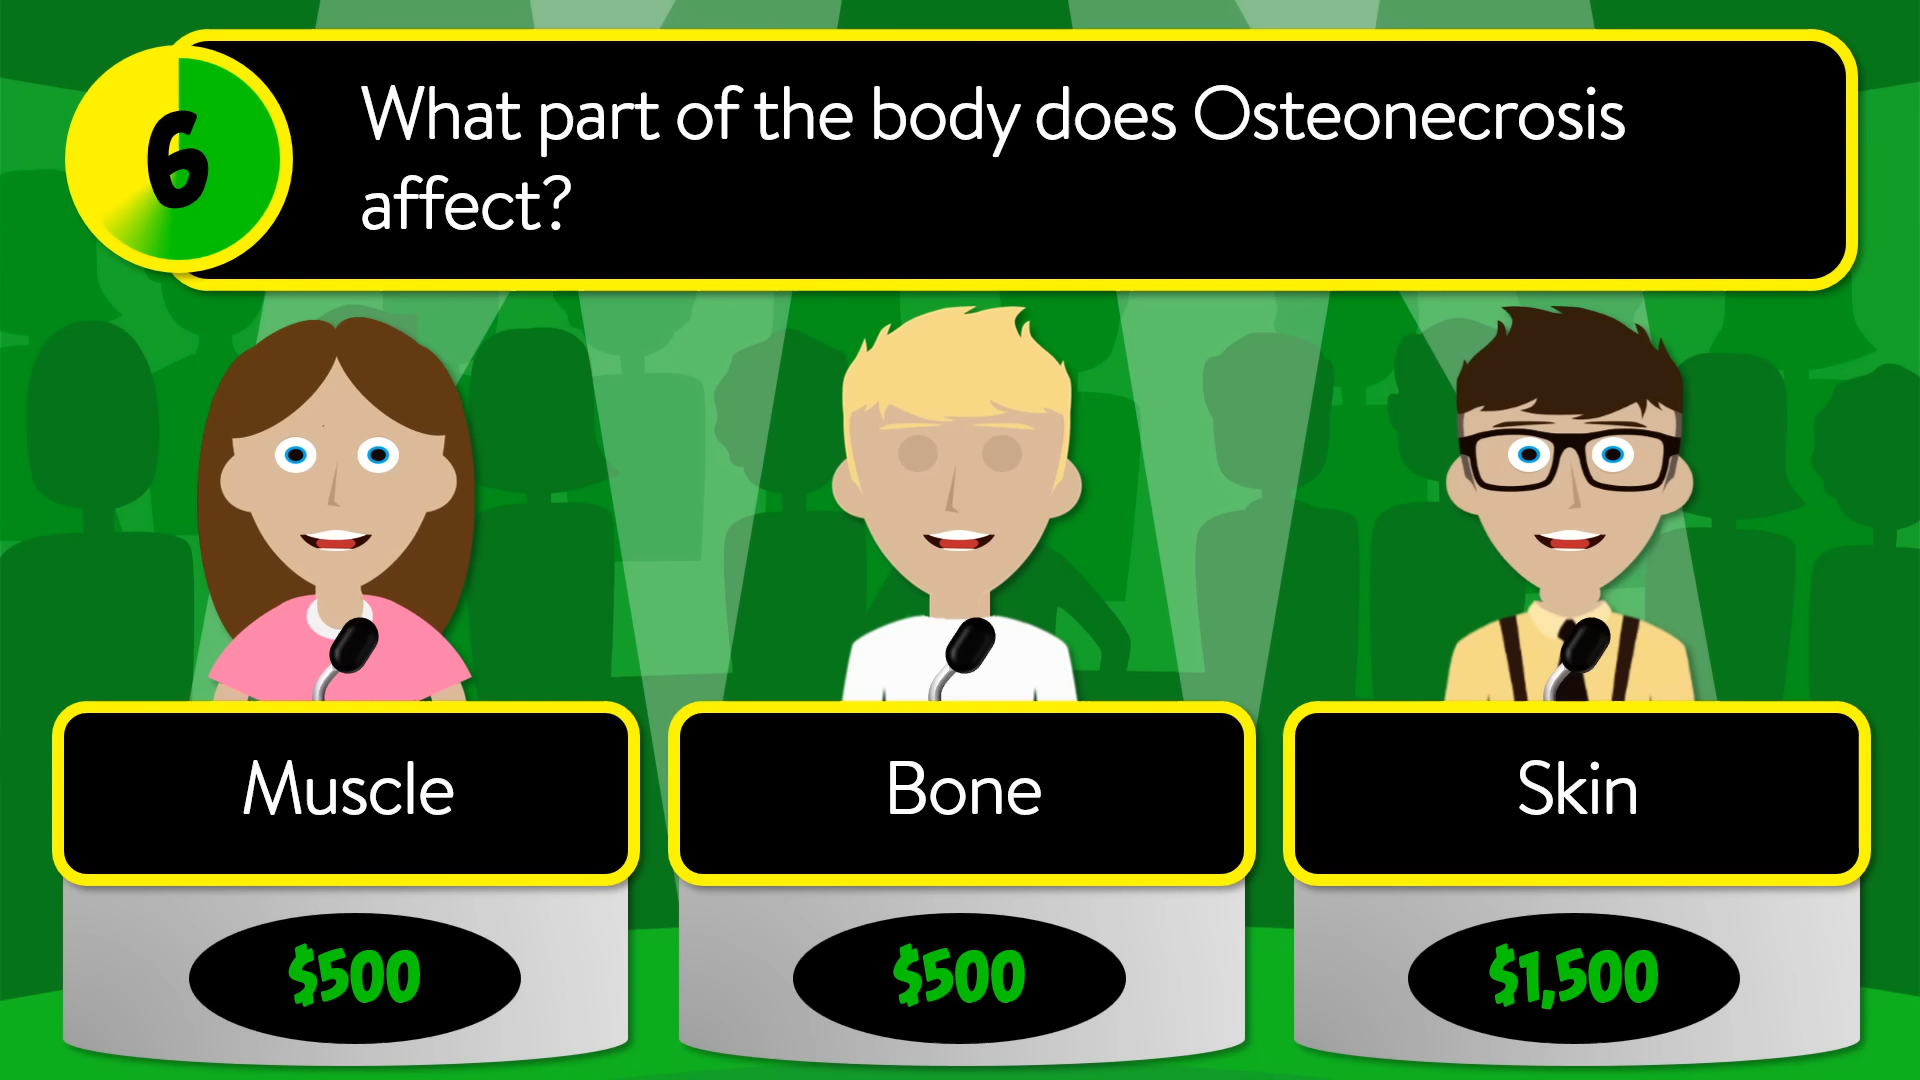 6
What part of the body does Osteonecrosis
affect?
Muscle
Bone
Skin
$500
$500
$1,500